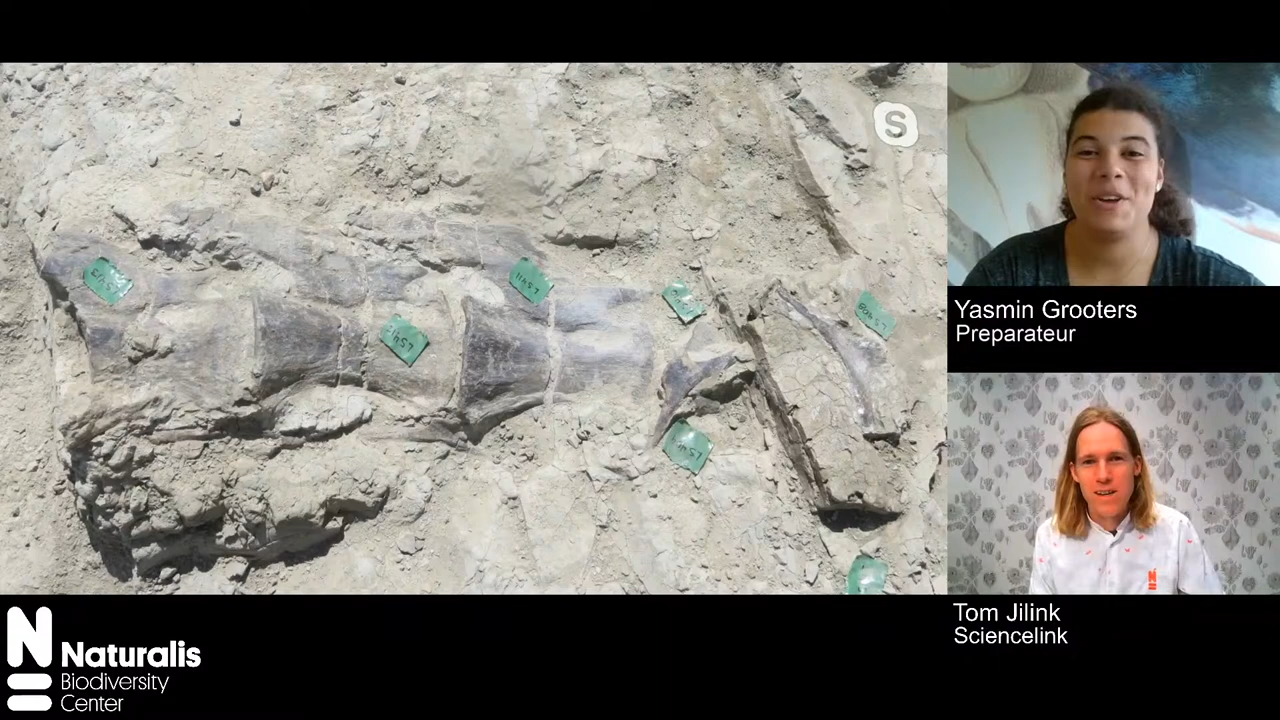 S
Yasmin Grooters
Preparateur
Tom Jilink
Sciencelink
N
Naturalis
Biodiversity
Center